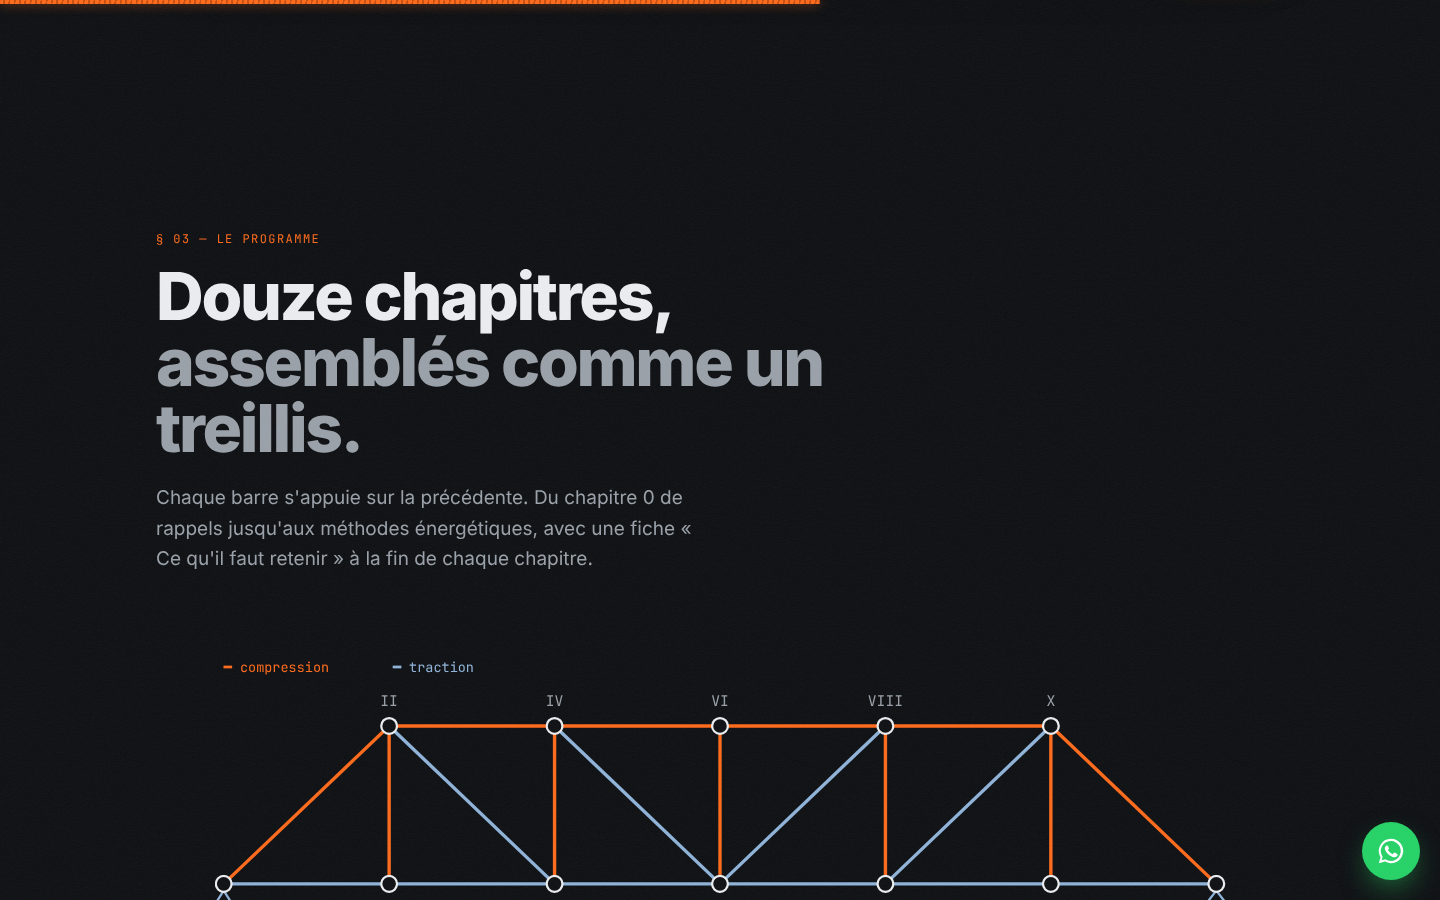 § 03 — LE PROGRAMME
Douze chapitres,
assemblés comme un
treillis.
Chaque barre s'appuie sur la précédente. Du chapitre 0 de
rappels jusqu'aux méthodes énergétiques, avec une fiche «
Ce qu'il faut retenir » à la fin de chaque chapitre.
compression traction
II IV VI VIII X